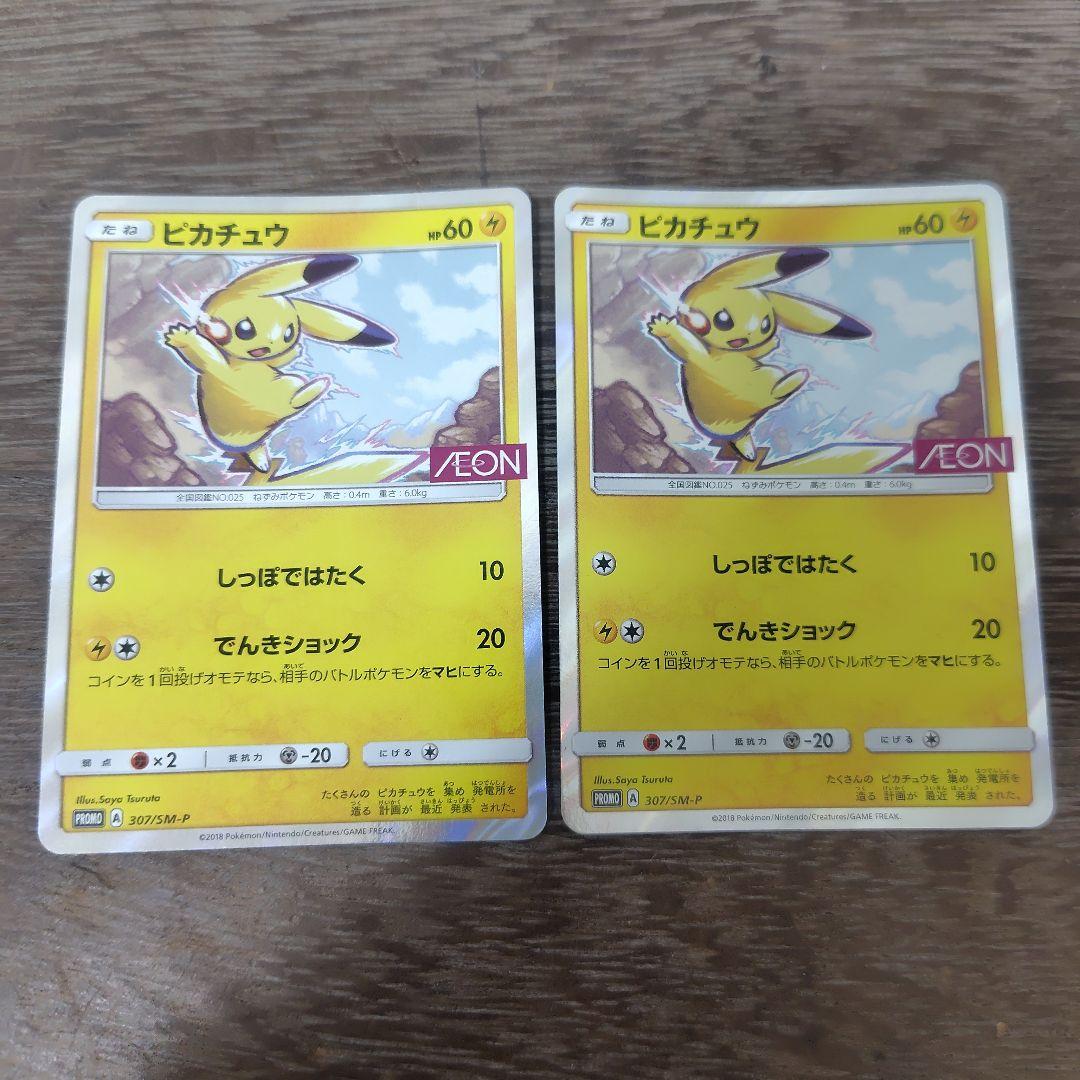 たね ピカチュウ HP60
ÆON
全国図鑑NO.025 ねずみポケモン 高さ:0.4m 重さ:6.0kg
しっぽではたく 10
でんきショック 20
コインを1回投げオモテなら、相手のバトルポケモンをマヒにする。
弱点 ×2 抵抗力 -20 にげる
Illus.Saya Tsuruta
たくさんの ピカチュウを 集め 発電所を
造る 計画が 最近 発表 された。
PROMO A 307/SM-P
©2018 Pokémon/Nintendo/Creatures/GAME FREAK.
たね ピカチュウ HP60
ÆON
全国図鑑NO.025 ねずみポケモン 高さ:0.4m 重さ:6.0kg
しっぽではたく 10
でんきショック 20
コインを1回投げオモテなら、相手のバトルポケモンをマヒにする。
弱点 ×2 抵抗力 -20 にげる
Illus.Saya Tsuruta
たくさんの ピカチュウを 集め 発電所を
造る 計画が 最近 発表 された。
PROMO A 307/SM-P
©2018 Pokémon/Nintendo/Creatures/GAME FREAK.